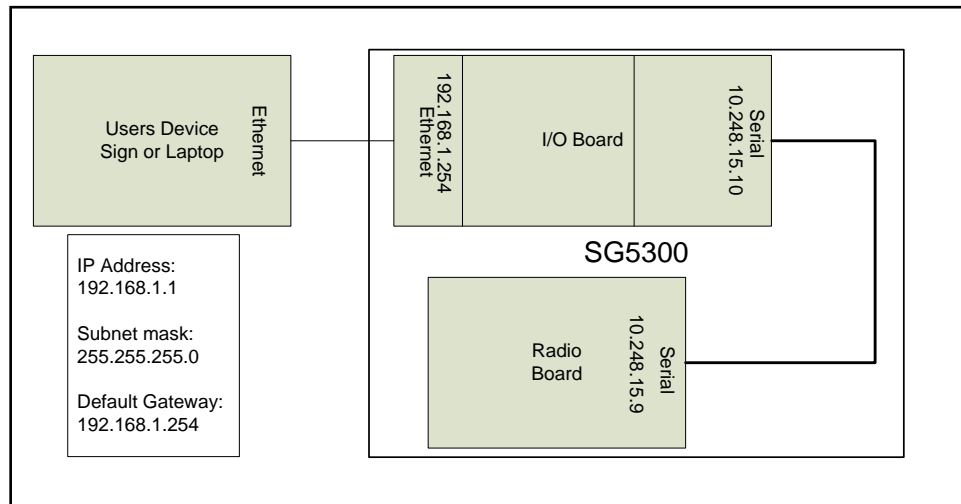 Users Device
Sign or Laptop
Ethernet
192.168.1.254
Ethernet
I/O Board
Serial
10.248.15.10
SG5300
IP Address:
192.168.1.1
Subnet mask:
255.255.255.0
Default Gateway:
192.168.1.254
Radio
Board
Serial
10.248.15.9